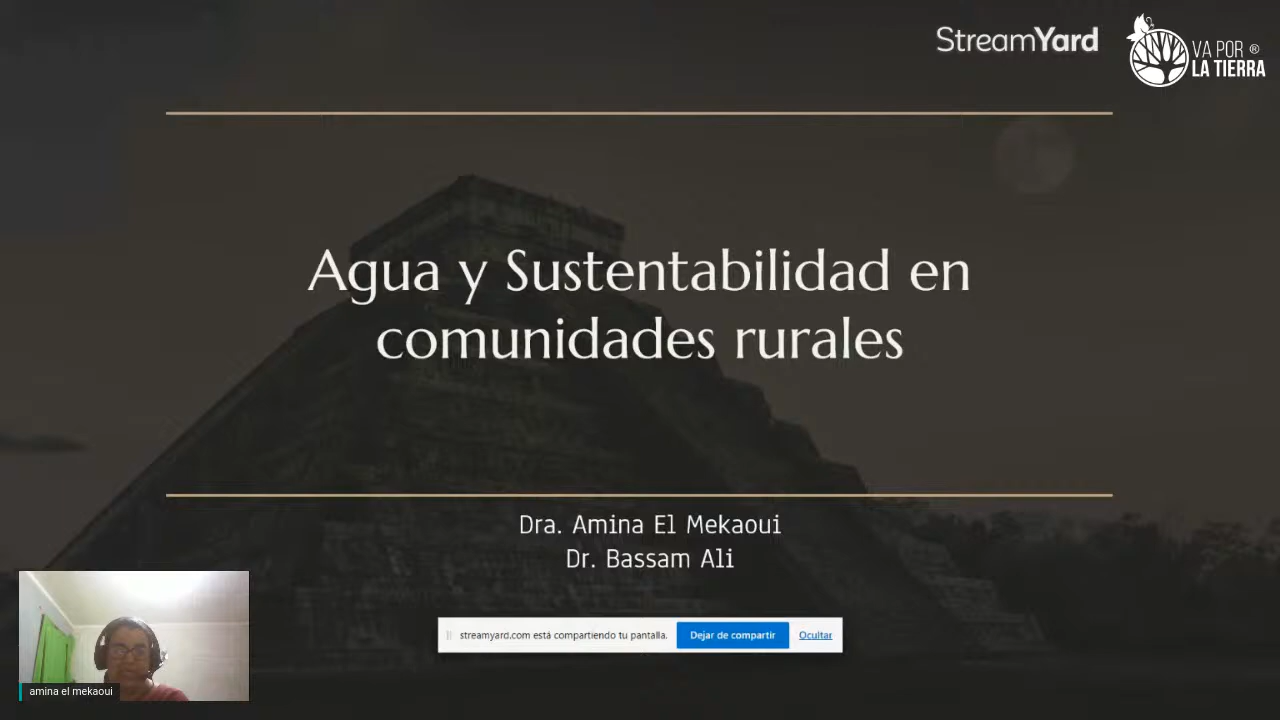 StreamYard
VA POR ®
LA TIERRA
Agua y Sustentabilidad en
comunidades rurales
Dra. Amina El Mekaoui
Dr. Bassam Ali
streamyard.com está compartiendo tu pantalla. Dejar de compartir Ocultar
amina el mekaoui